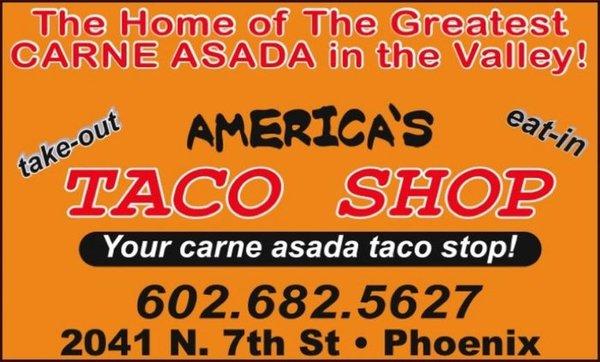 The Home of The Greatest
CARNE ASADA in the Valley!
take-out
AMERICA'S
eat-in
TACO SHOP
Your carne asada taco stop!
602.682.5627
2041 N. 7th St • Phoenix